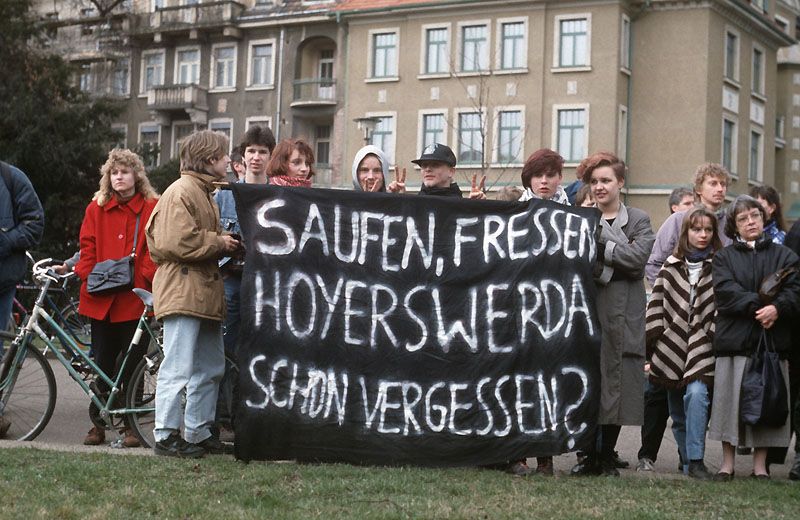 SAUFEN, FRESSEN
HOYERSWERDA
SCHON VERGESSEN?